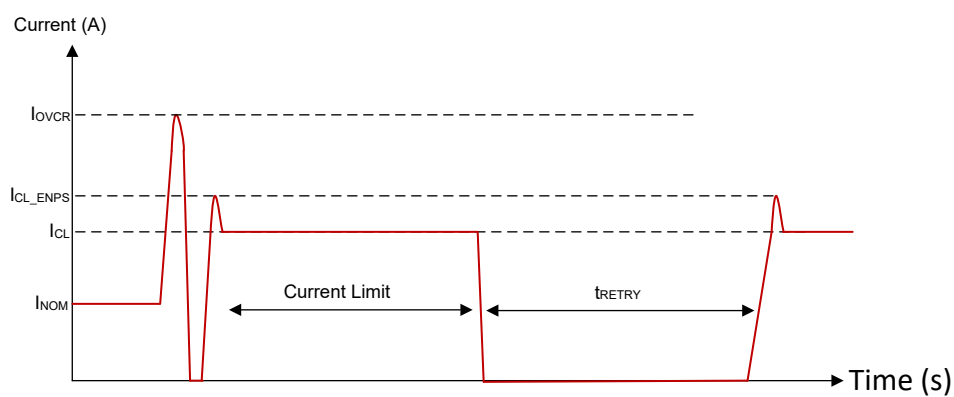 Current (A)
IOVCR
ICL_ENPS
ICL
INOM
Current Limit
tRETRY
Time (s)